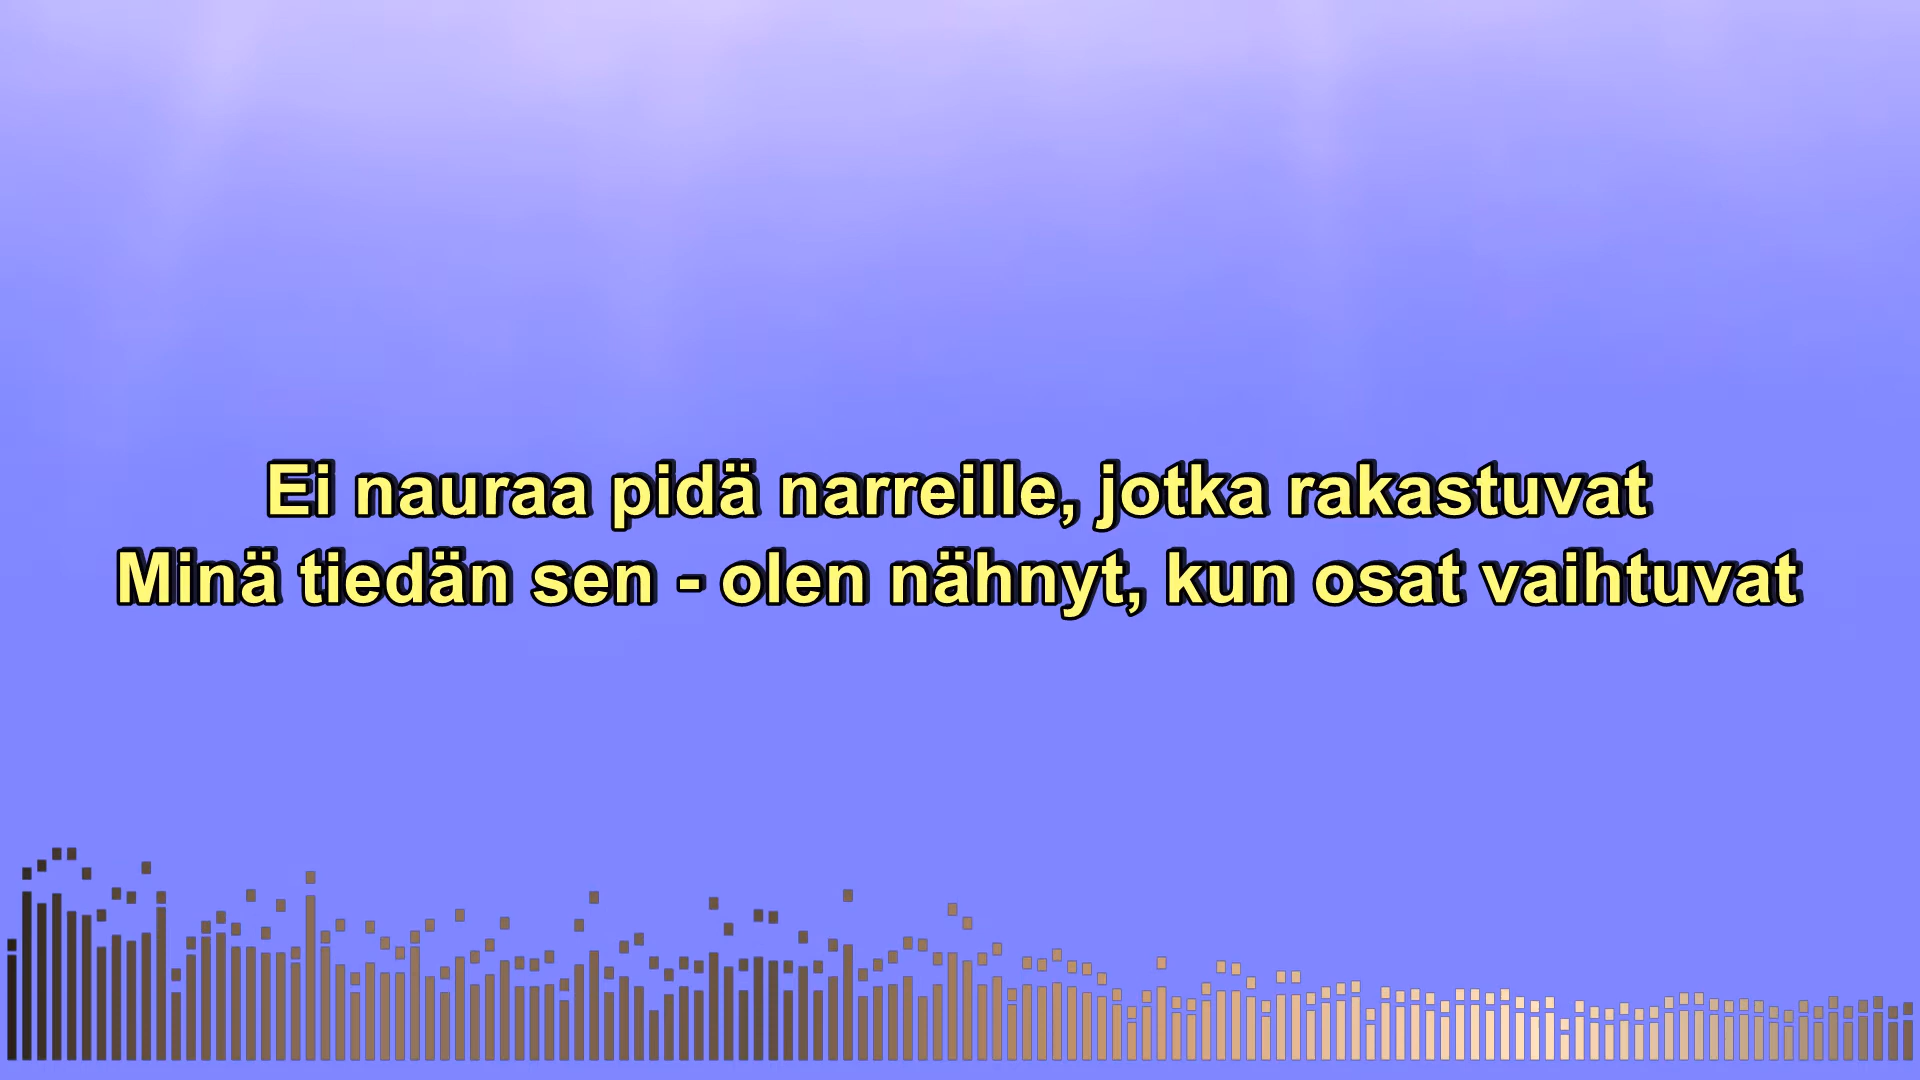 Ei nauraa pidä narreille, jotka rakastuvat
Minä tiedän sen - olen nähnyt, kun osat vaihtuvat